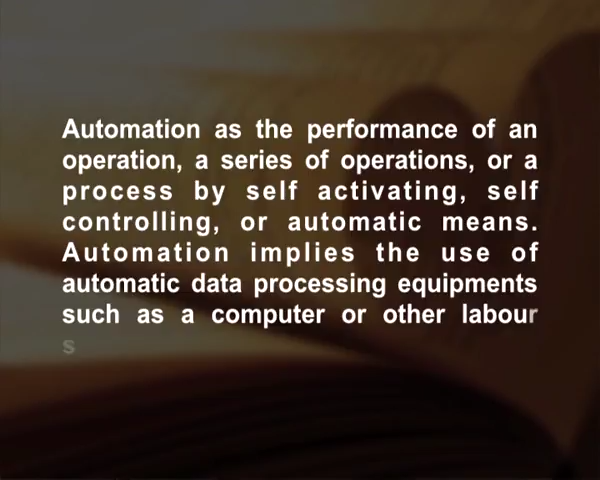 Automation as the performance of an
operation, a series of operations, or a
process by self activating, self
controlling, or automatic means.
Automation implies the use of
automatic data processing equipments
such as a computer or other labour
s